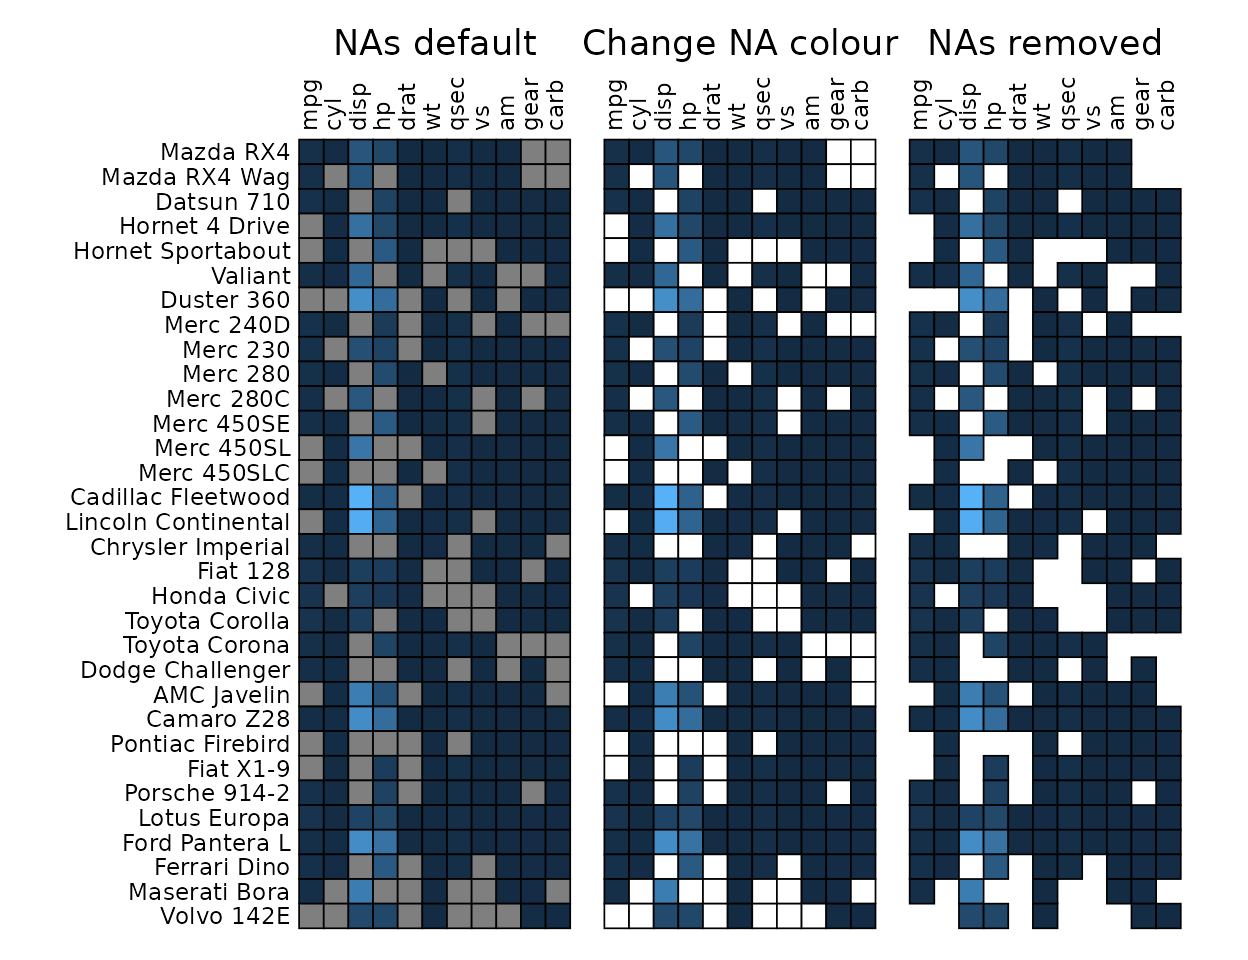 NAs default Change NA colour NAs removed
mpg cyl disp hp drat wt qsec vs am gear carb mpg cyl disp hp drat wt qsec vs am gear carb mpg cyl disp hp drat wt qsec vs am gear carb
Mazda RX4
Mazda RX4 Wag
Datsun 710
Hornet 4 Drive
Hornet Sportabout
Valiant
Duster 360
Merc 240D
Merc 230
Merc 280
Merc 280C
Merc 450SE
Merc 450SL
Merc 450SLC
Cadillac Fleetwood
Lincoln Continental
Chrysler Imperial
Fiat 128
Honda Civic
Toyota Corolla
Toyota Corona
Dodge Challenger
AMC Javelin
Camaro Z28
Pontiac Firebird
Fiat X1-9
Porsche 914-2
Lotus Europa
Ford Pantera L
Ferrari Dino
Maserati Bora
Volvo 142E